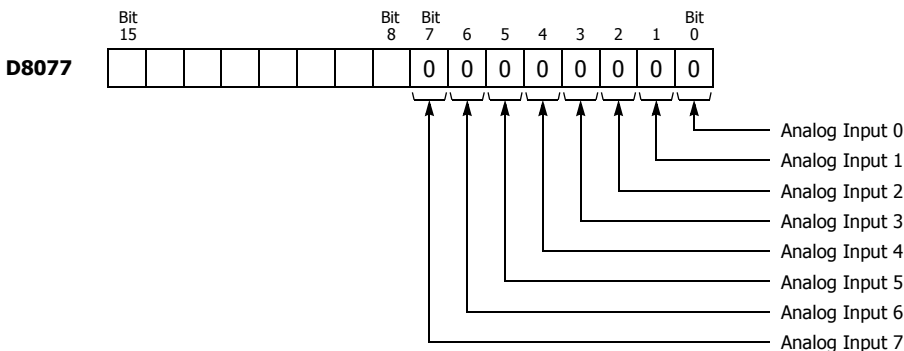 Bit Bit Bit Bit
15 8 7 6 5 4 3 2 1 0
D8077 0 0 0 0 0 0 0 0
Analog Input 0
Analog Input 1
Analog Input 2
Analog Input 3
Analog Input 4
Analog Input 5
Analog Input 6
Analog Input 7